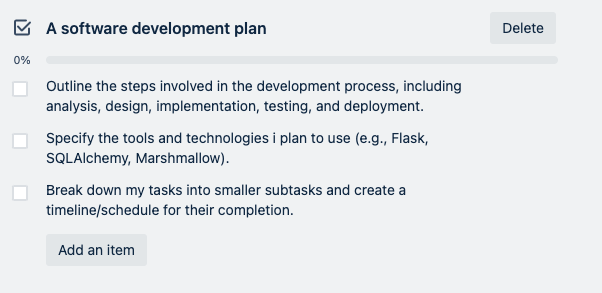 A software development plan
Delete
0%
Outline the steps involved in the development process, including
analysis, design, implementation, testing, and deployment.
Specify the tools and technologies i plan to use (e.g., Flask,
SQLAlchemy, Marshmallow).
Break down my tasks into smaller subtasks and create a
timeline/schedule for their completion.
Add an item